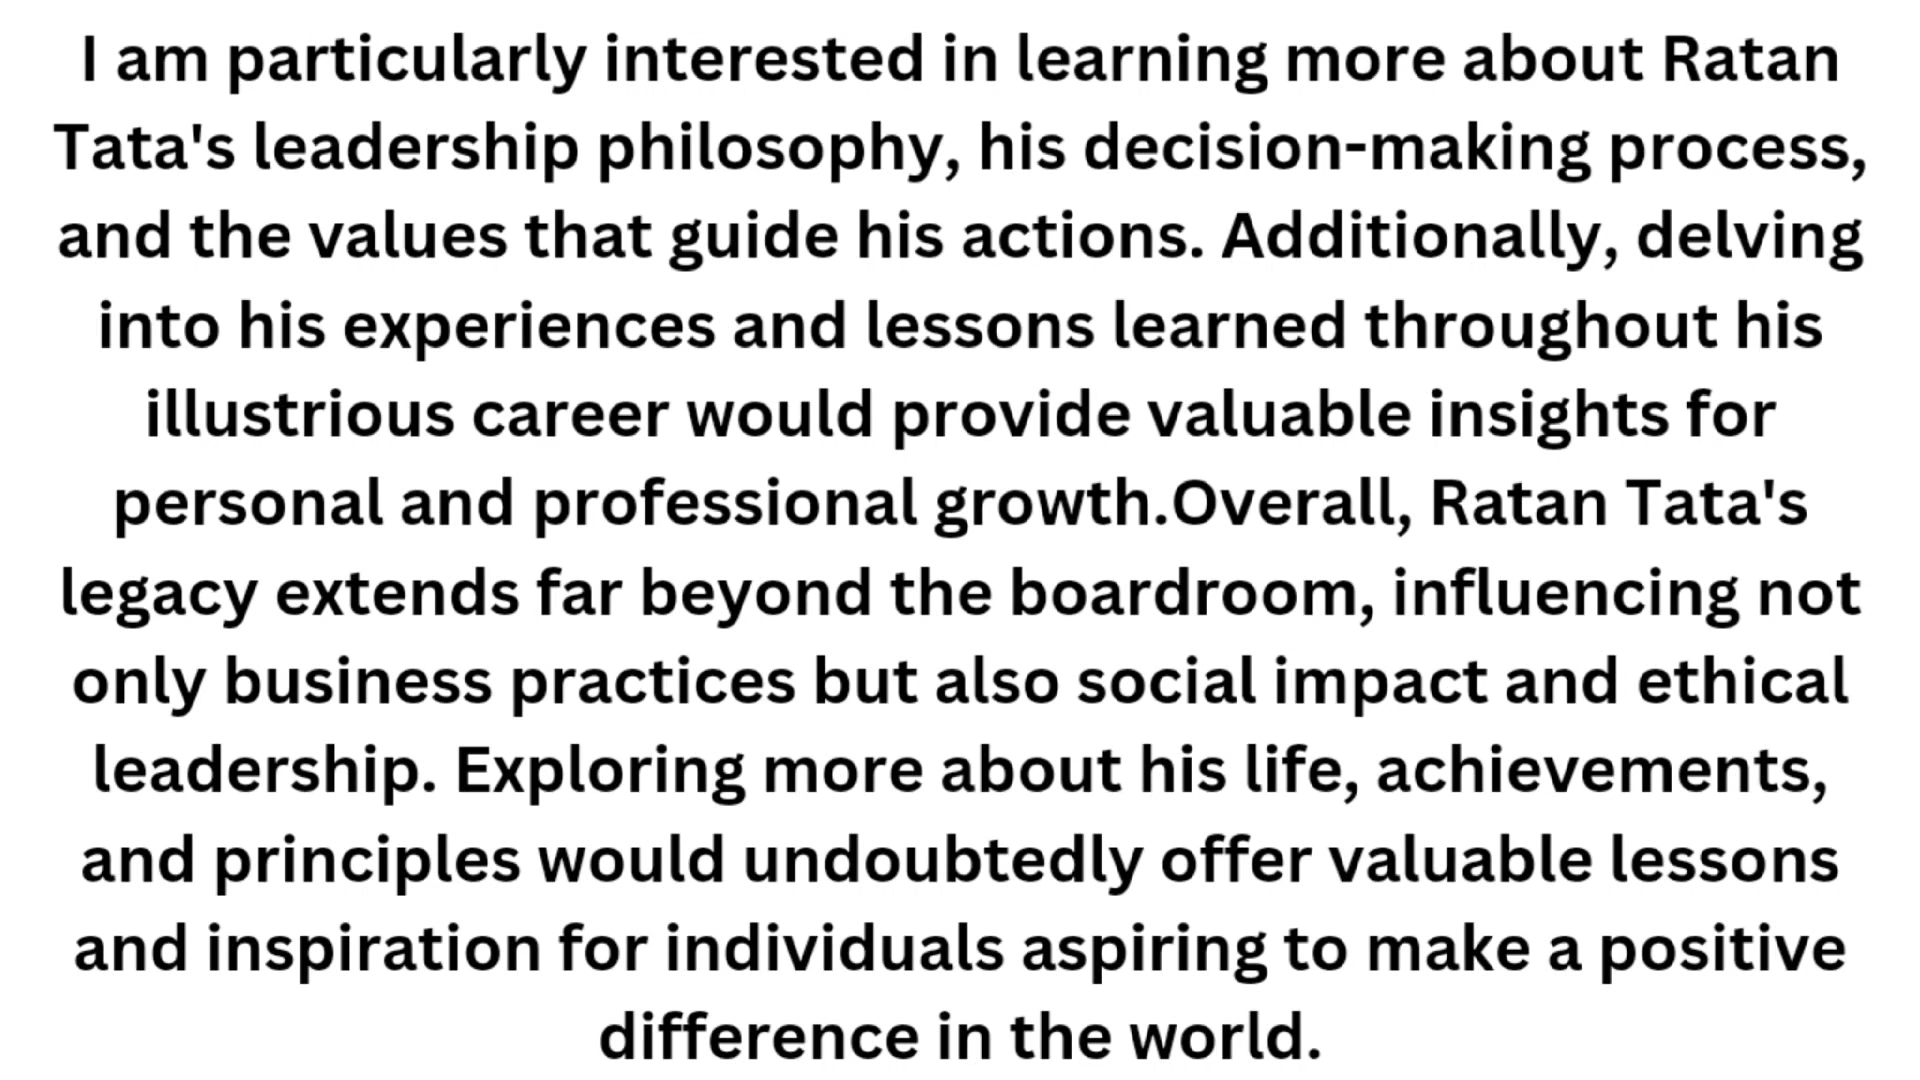 I am particularly interested in learning more about Ratan
Tata's leadership philosophy, his decision-making process,
and the values that guide his actions. Additionally, delving
into his experiences and lessons learned throughout his
illustrious career would provide valuable insights for
personal and professional growth.Overall, Ratan Tata's
legacy extends far beyond the boardroom, influencing not
only business practices but also social impact and ethical
leadership. Exploring more about his life, achievements,
and principles would undoubtedly offer valuable lessons
and inspiration for individuals aspiring to make a positive
difference in the world.